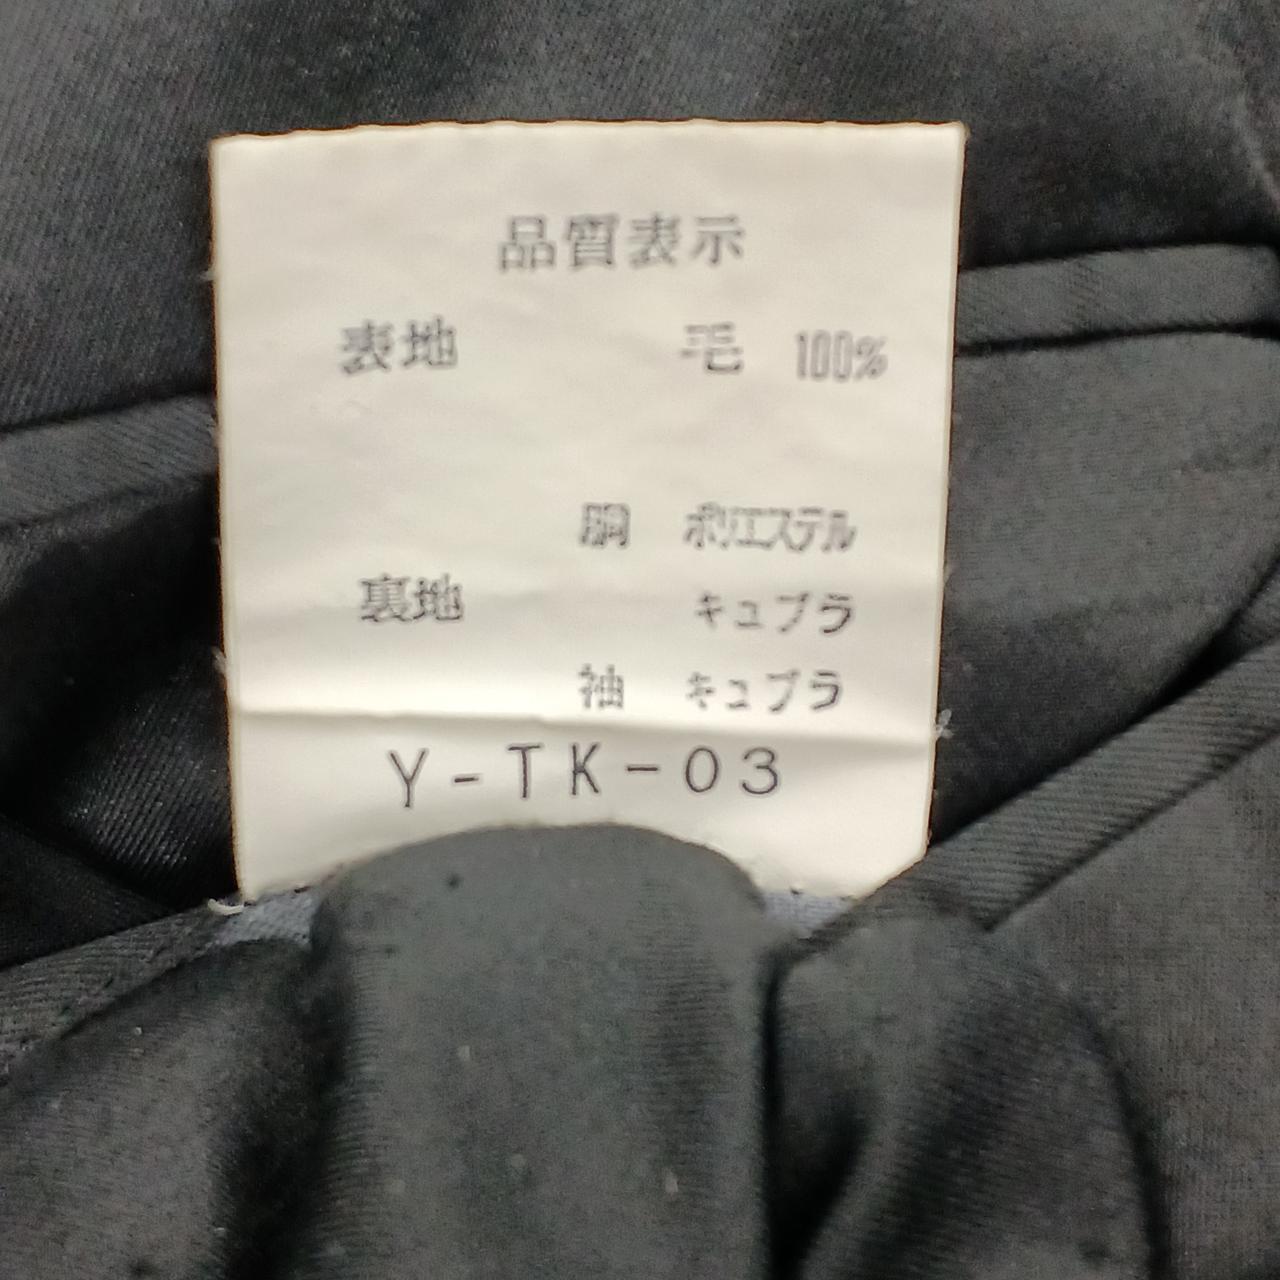 品質表示
表地 毛 100%
胴 ポリエステル
裏地 キュプラ
袖 キュプラ
Y-TK-03